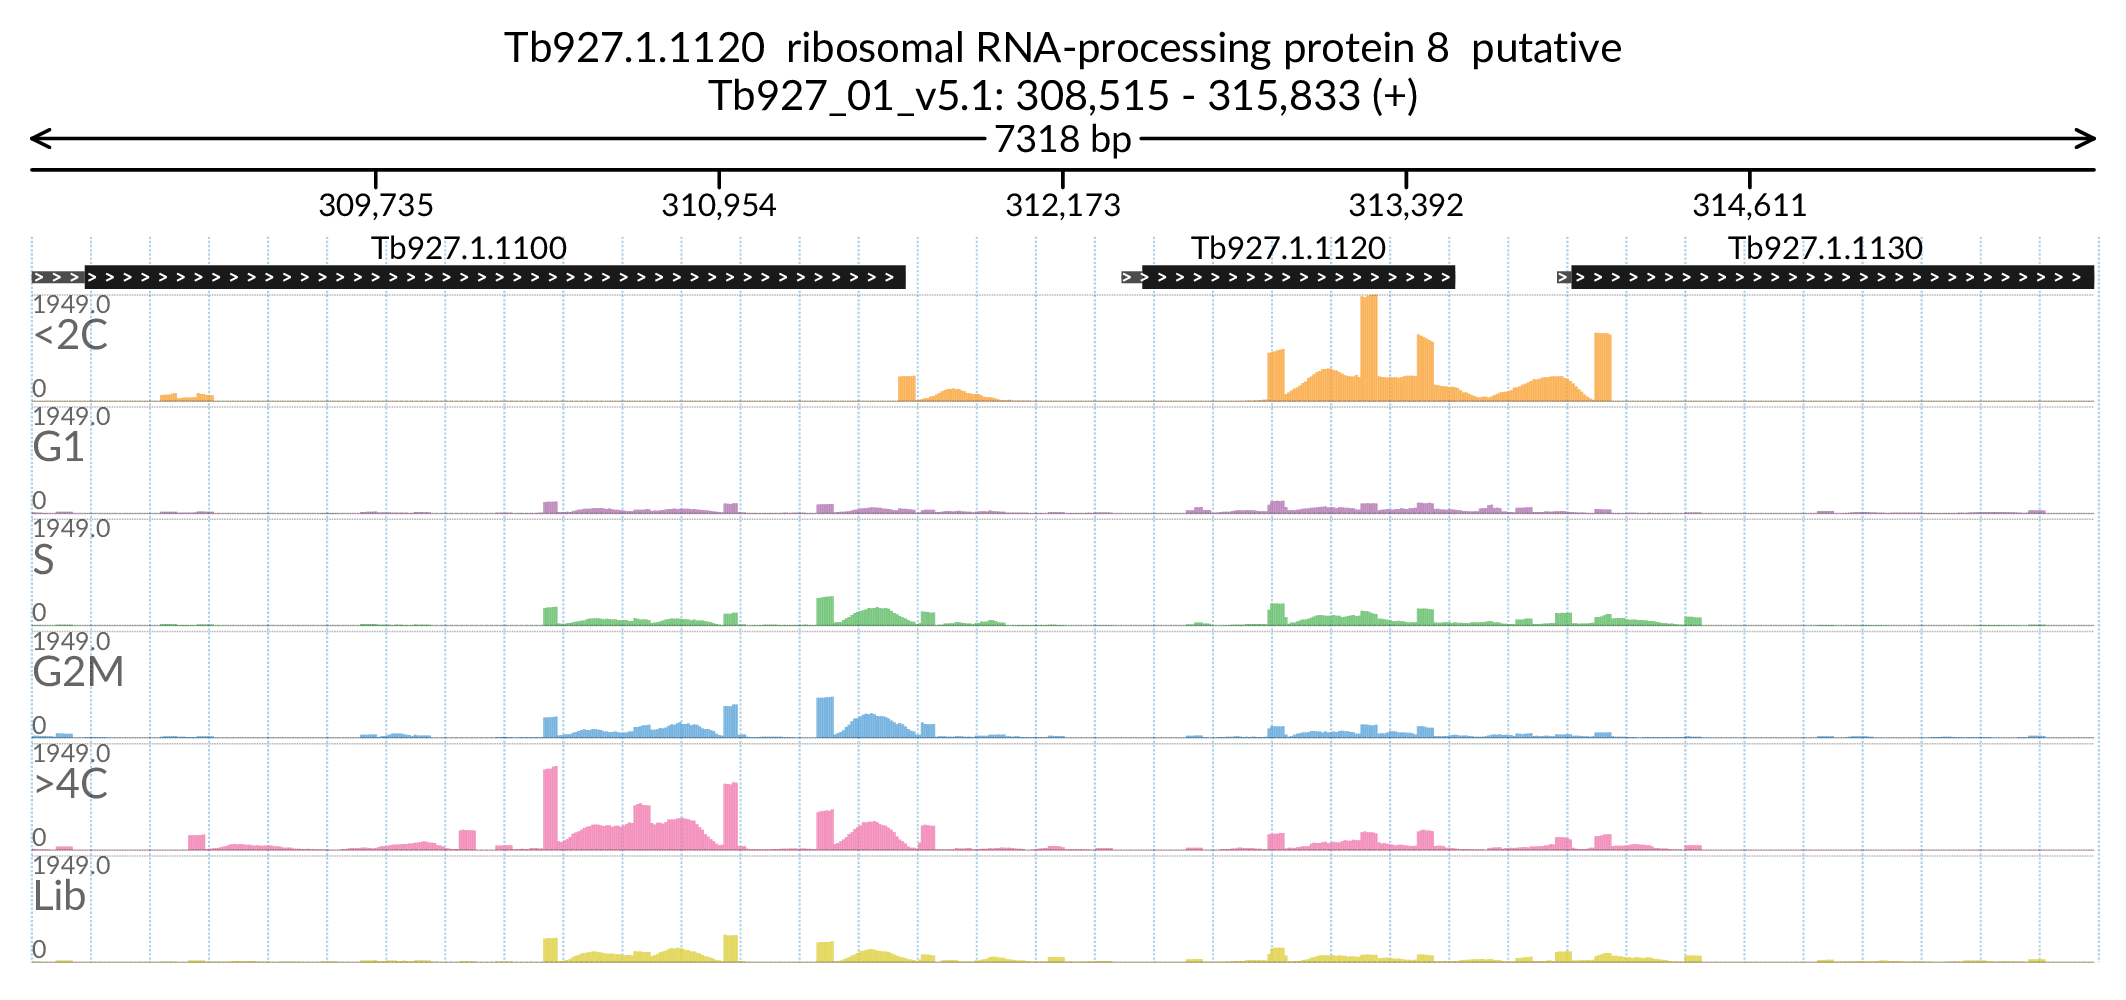 Tb927.1.1120  ribosomal RNA-processing protein 8  putative
Tb927_01_v5.1: 308,515 - 315,833 (+)
7318 bp
309,735 310,954 312,173 313,392 314,611
Tb927.1.1100 Tb927.1.1120 Tb927.1.1130
1949.0
<2C
0
1949.0
G1
0
1949.0
S
0
1949.0
G2M
0
1949.0
>4C
0
1949.0
Lib
0